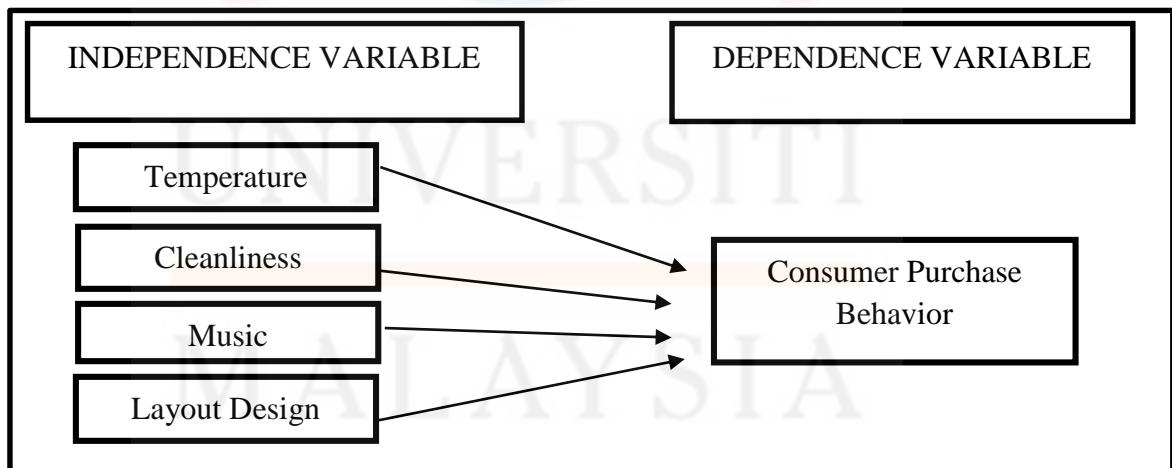 INDEPENDENCE VARIABLE
DEPENDENCE VARIABLE
UNIVERSITI
Temperature
Cleanliness
Consumer Purchase
Behavior
Music
MALAYSIA
Layout Design